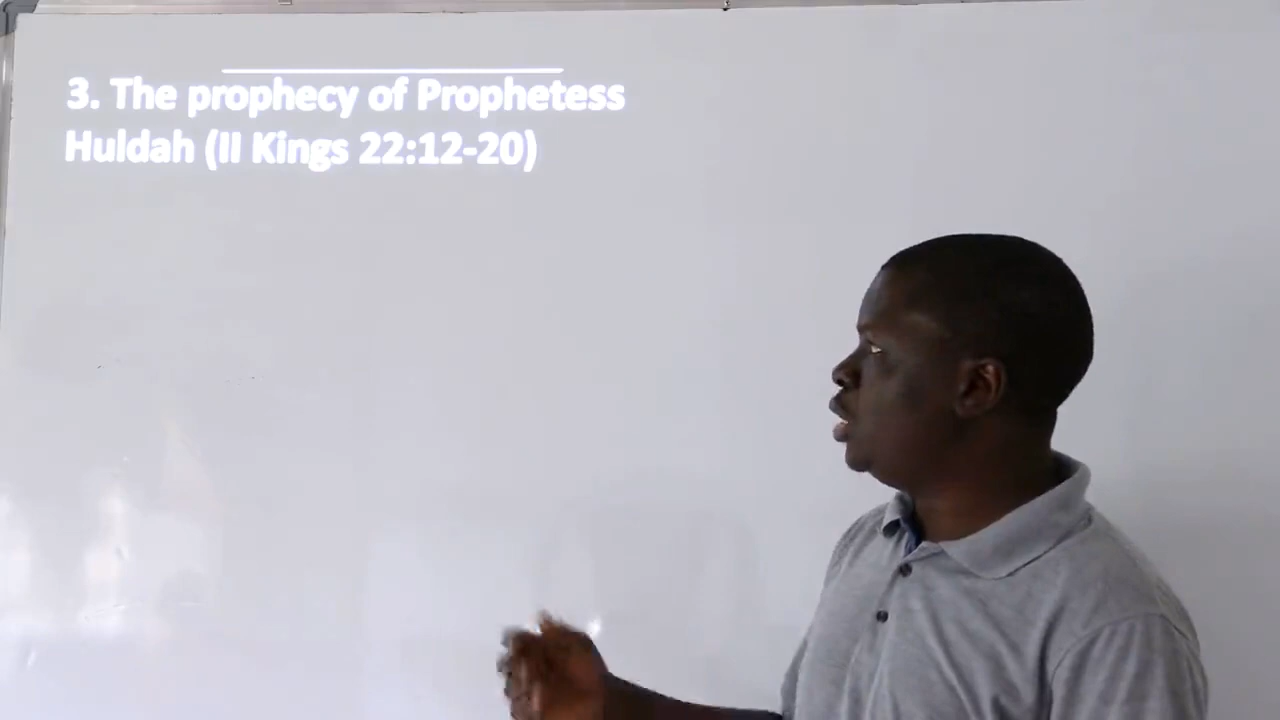 3. The prophecy of Prophetess
Huldah (II Kings 22:12-20)